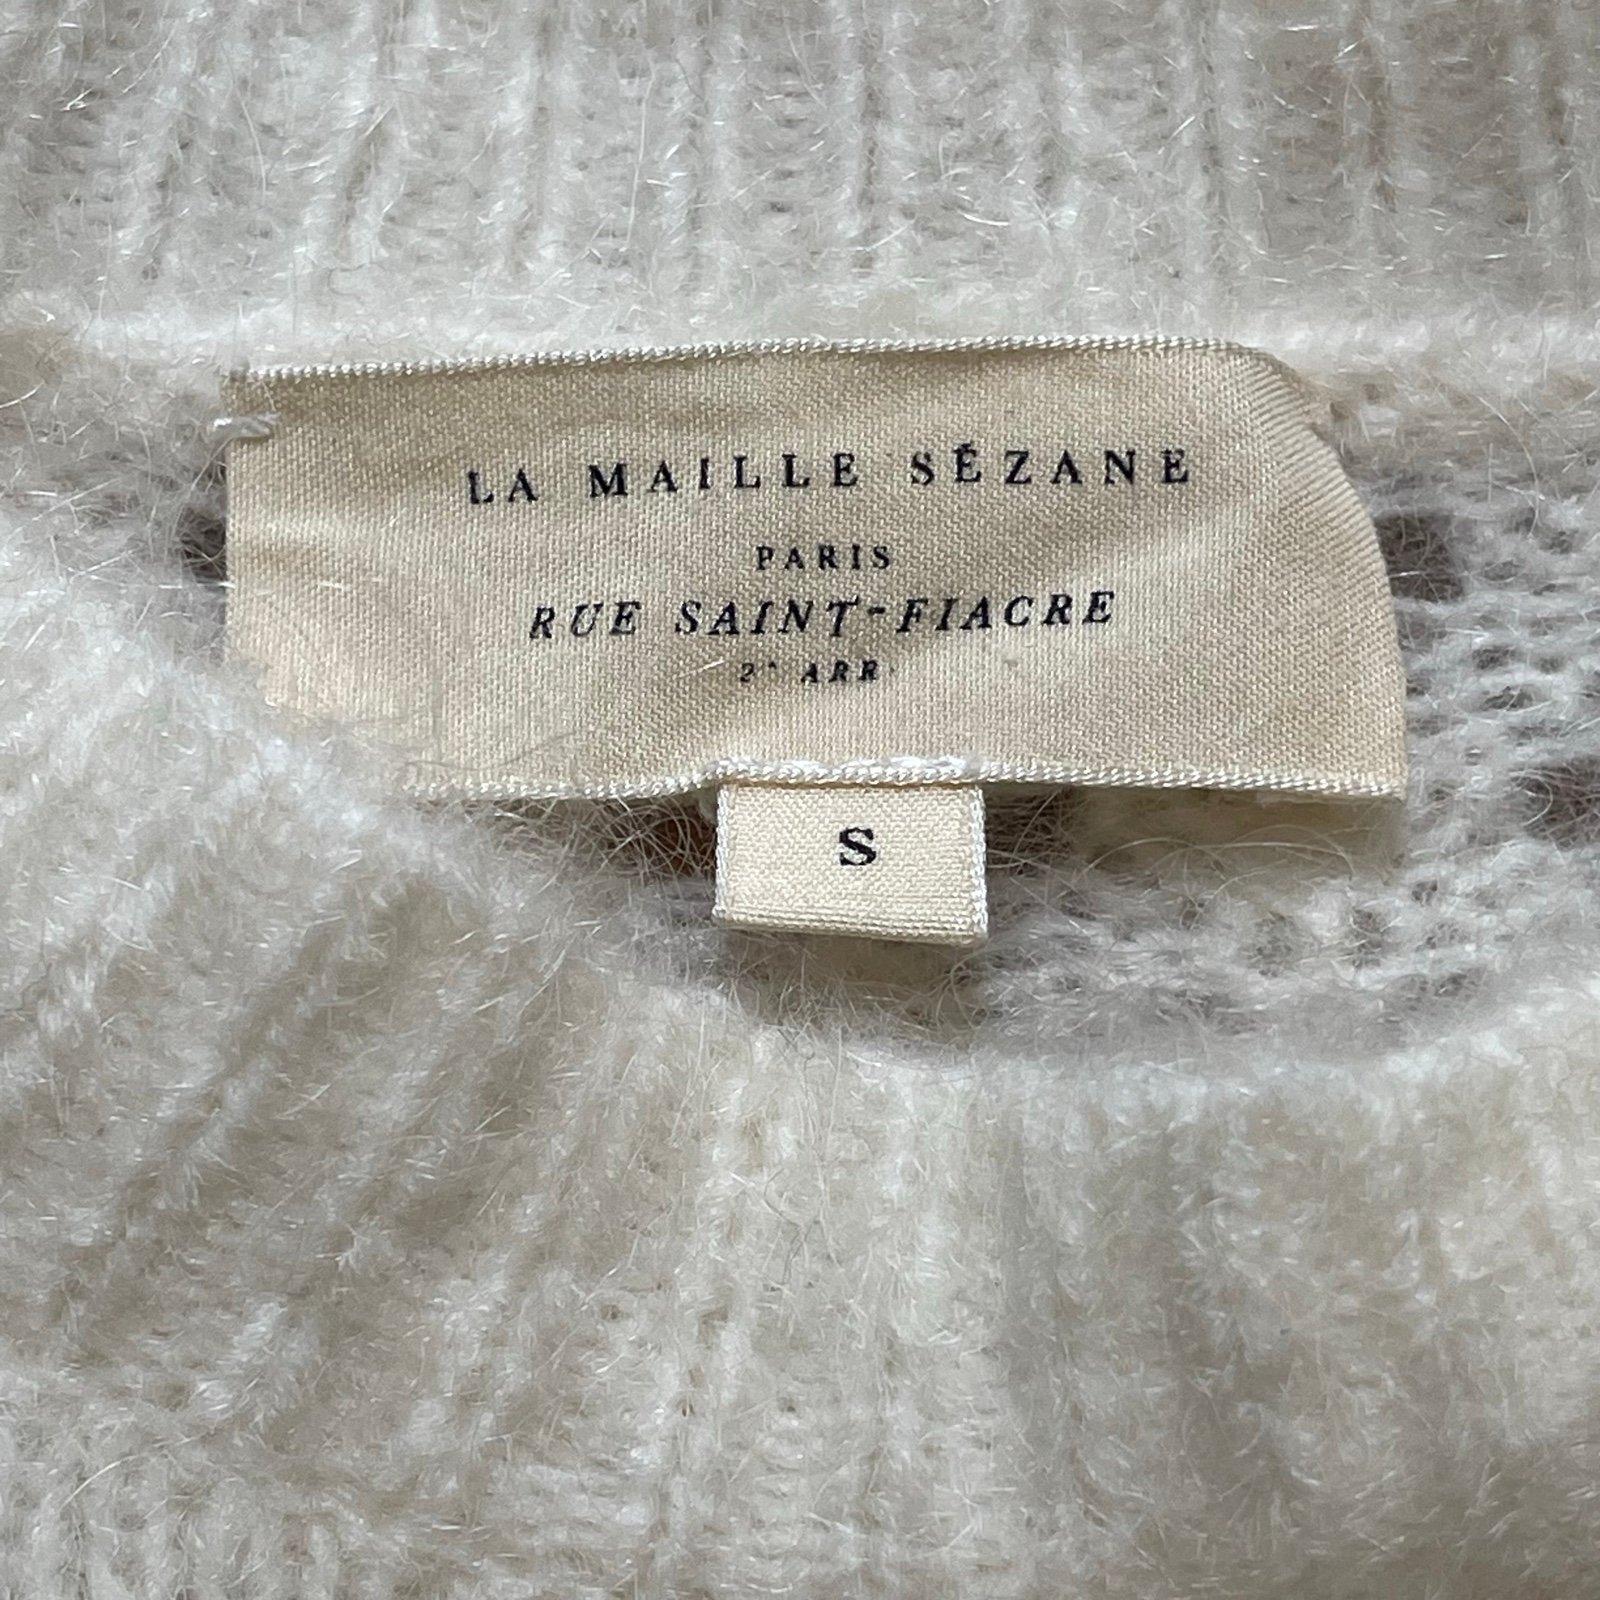 LA MAILLE SÉZANE
PARIS
RUE SAINT-FIACRE
2e ARR.
S